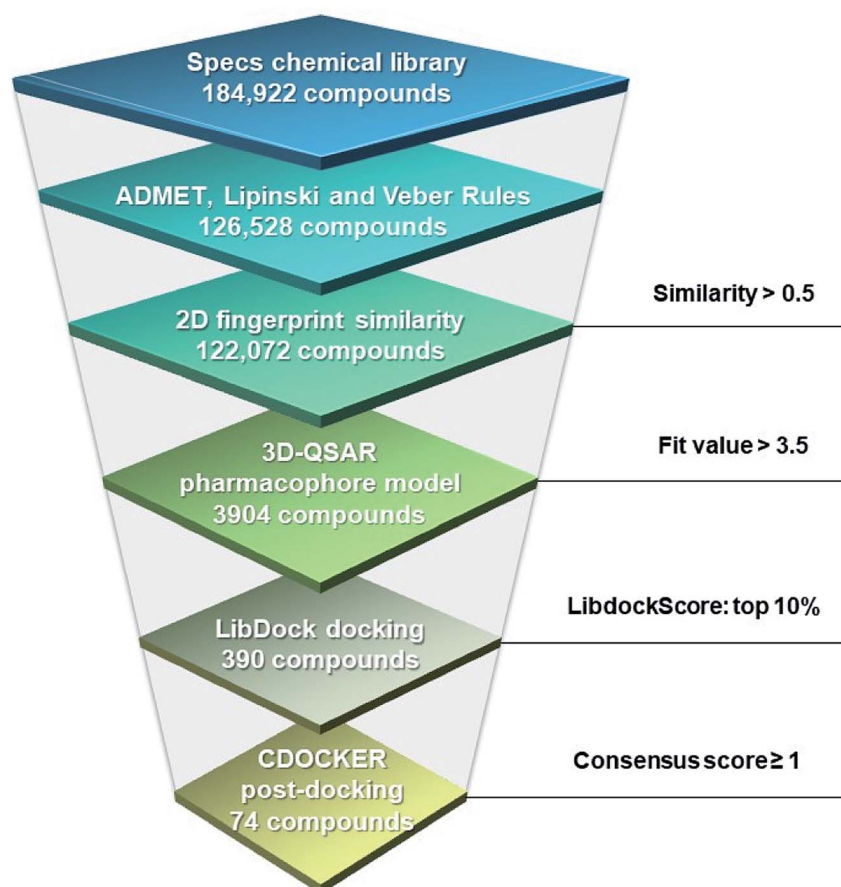 Specs chemical library
184,922 compounds
ADMET, Lipinski and Veber Rules
126,528 compounds
Similarity > 0.5
2D fingerprint similarity
122,072 compounds
Fit value > 3.5
3D-QSAR
pharmacophore model
3904 compounds
LibdockScore: top 10%
LibDock docking
390 compounds
Consensus score ≥ 1
CDOCKER
post-docking
74 compounds